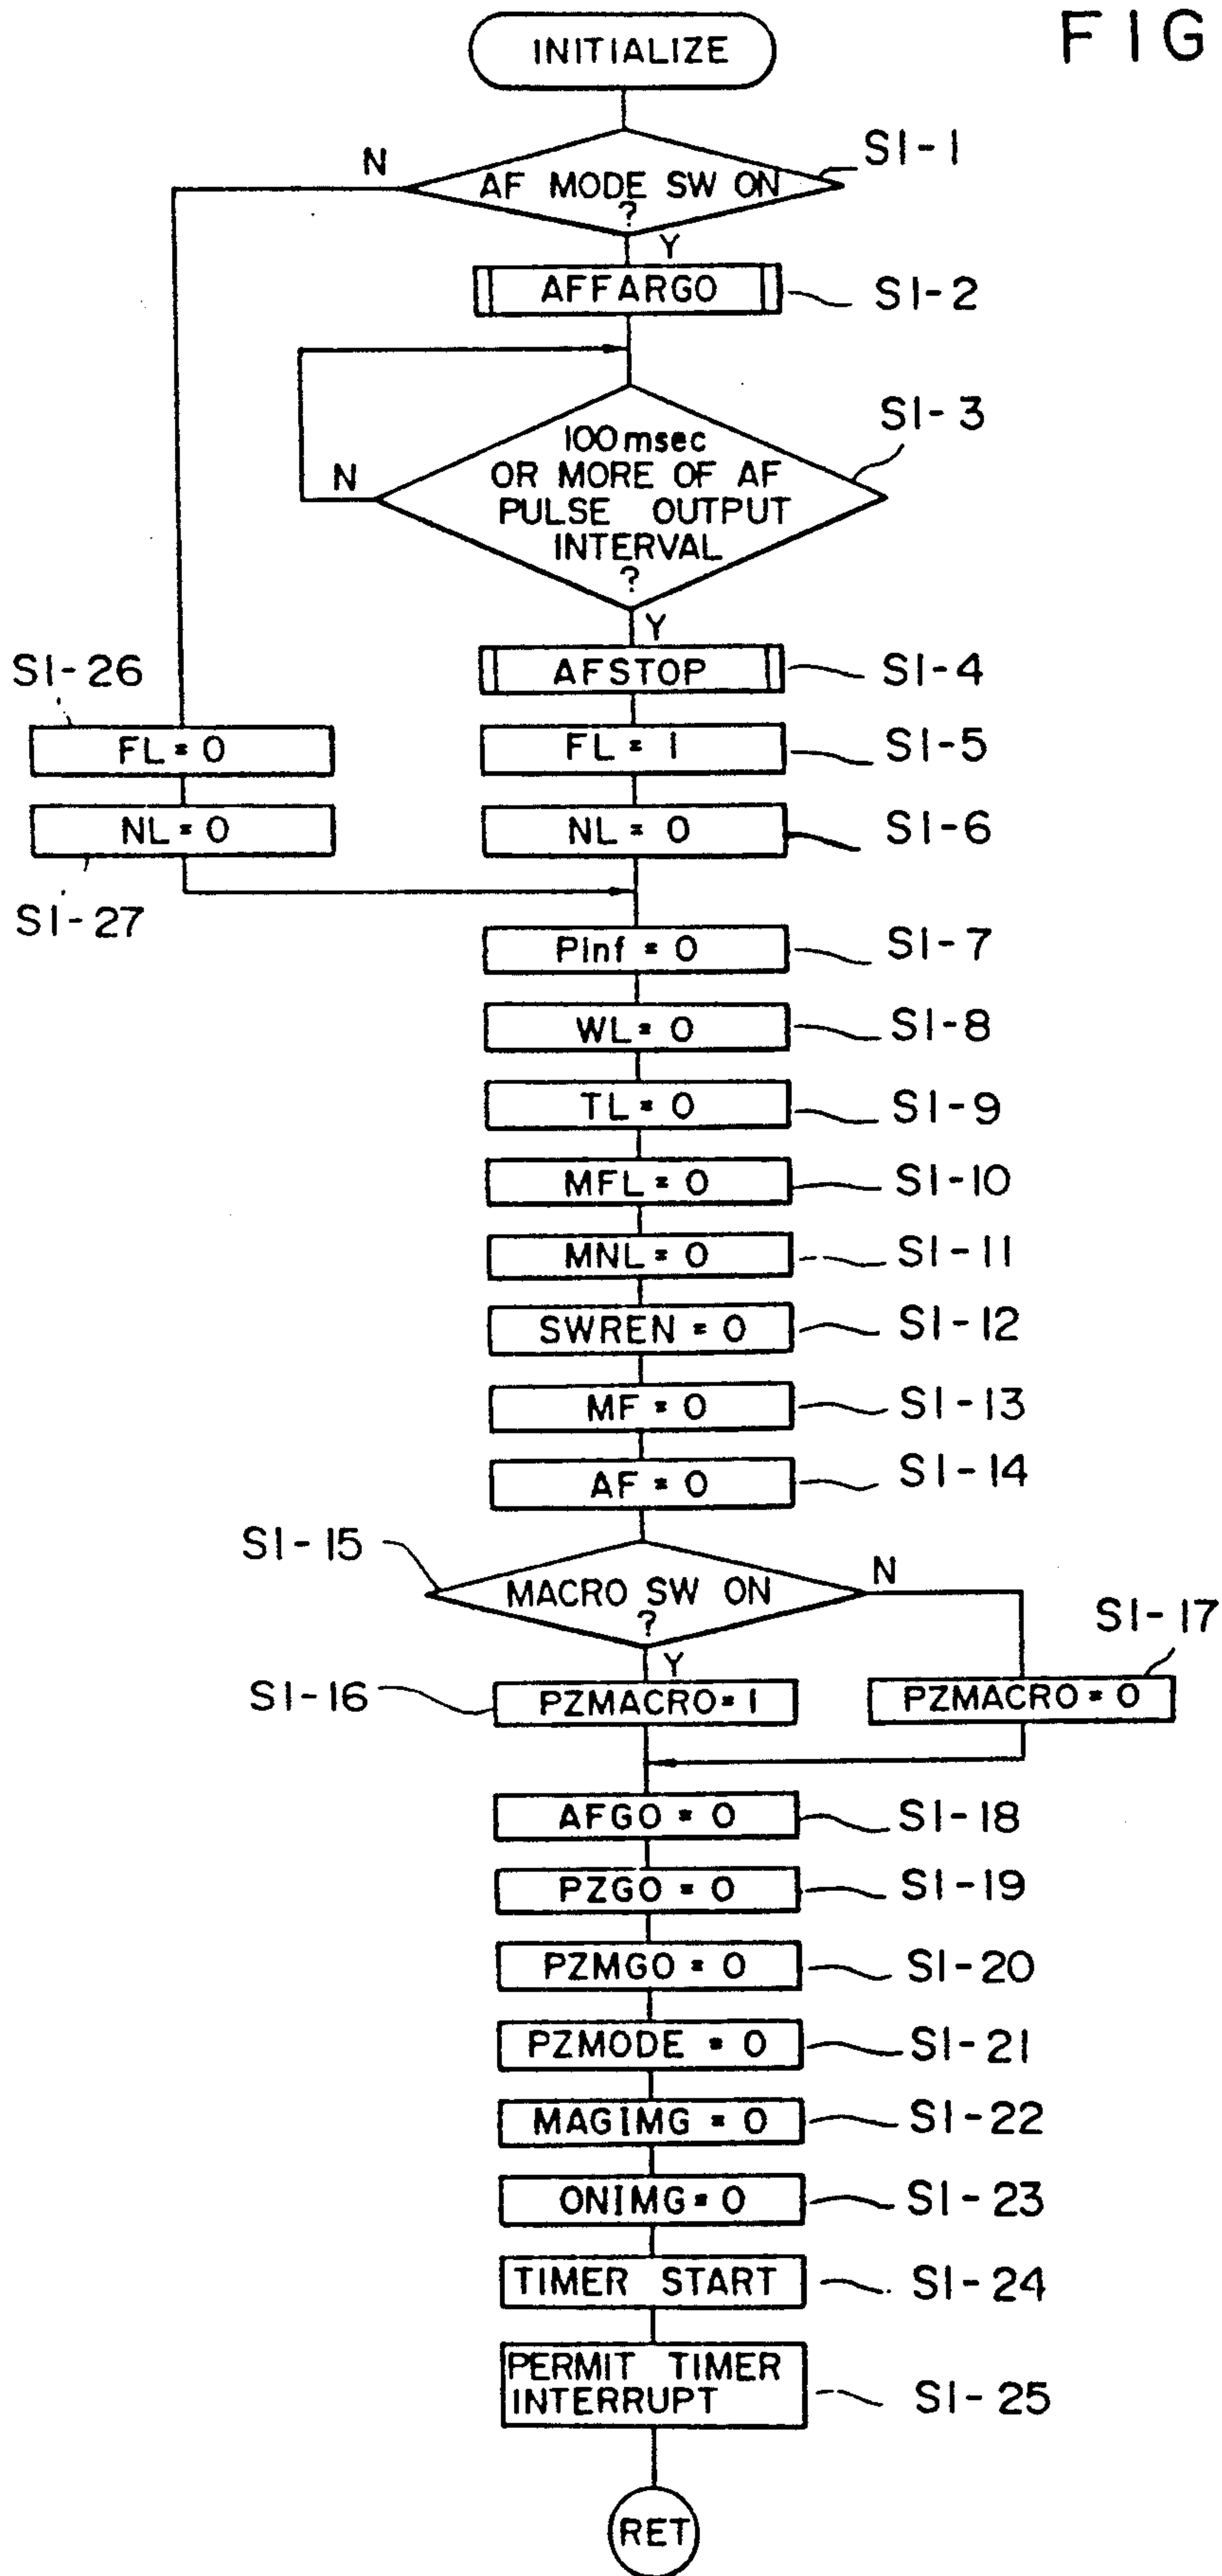 FIG
INITIALIZE
S1-1
N
AF MODE SW ON
?
Y
AFFARGO
S1-2
S1-3
100msec
OR MORE OF AF
PULSE OUTPUT
INTERVAL
?
N
Y
AFSTOP
S1-4
S1-26
FL = 0
FL = 1
S1-5
NL = 0
NL = 0
S1-6
S1-27
Pinf = 0
S1-7
WL = 0
S1-8
TL = 0
S1-9
MFL = 0
S1-10
MNL = 0
S1-11
SWREN = 0
S1-12
MF = 0
S1-13
AF = 0
S1-14
S1-15
MACRO SW ON
?
N
Y
S1-17
S1-16
PZMACRO = 1
PZMACRO = 0
AFGO = 0
S1-18
PZGO = 0
S1-19
PZMGO = 0
S1-20
PZMODE = 0
S1-21
MAGIMG = 0
S1-22
ONIMG = 0
S1-23
TIMER START
S1-24
PERMIT TIMER
INTERRUPT
S1-25
RET